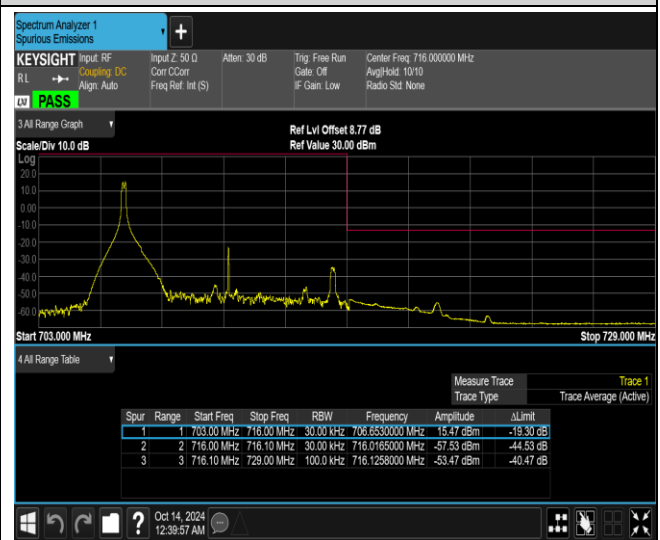 Spectrum Analyzer 1
Spurious Emissions
+
KEYSIGHT Input: RF Input Z: 50 Ω Atten: 30 dB Trig: Free Run Center Freq: 716.000000 MHz
RL Coupling: DC Corr CCorr Gate: Off Avg|Hold: 10/10
Align: Auto Freq Ref: Int (S) IF Gain: Low Radio Std: None
LXI PASS
3 All Range Graph
Ref Lvl Offset 8.77 dB
Scale/Div 10.0 dB Ref Value 30.00 dBm
Log
20.0
10.0
0.00
-10.0
-20.0
-30.0
-40.0
-50.0
-60.0
Start 703.000 MHz Stop 729.000 MHz
4 All Range Table
Measure Trace Trace 1
Trace Type Trace Average (Active)
Spur Range Start Freq Stop Freq RBW Frequency Amplitude ΔLimit
1 1 703.00 MHz 716.00 MHz 30.00 kHz 706.6530000 MHz 15.47 dBm -19.30 dB
2 2 716.00 MHz 716.10 MHz 30.00 kHz 716.0165000 MHz -57.53 dBm -44.53 dB
3 3 716.10 MHz 729.00 MHz 100.0 kHz 716.1258000 MHz -53.47 dBm -40.47 dB
? Oct 14, 2024
12:39:57 AM